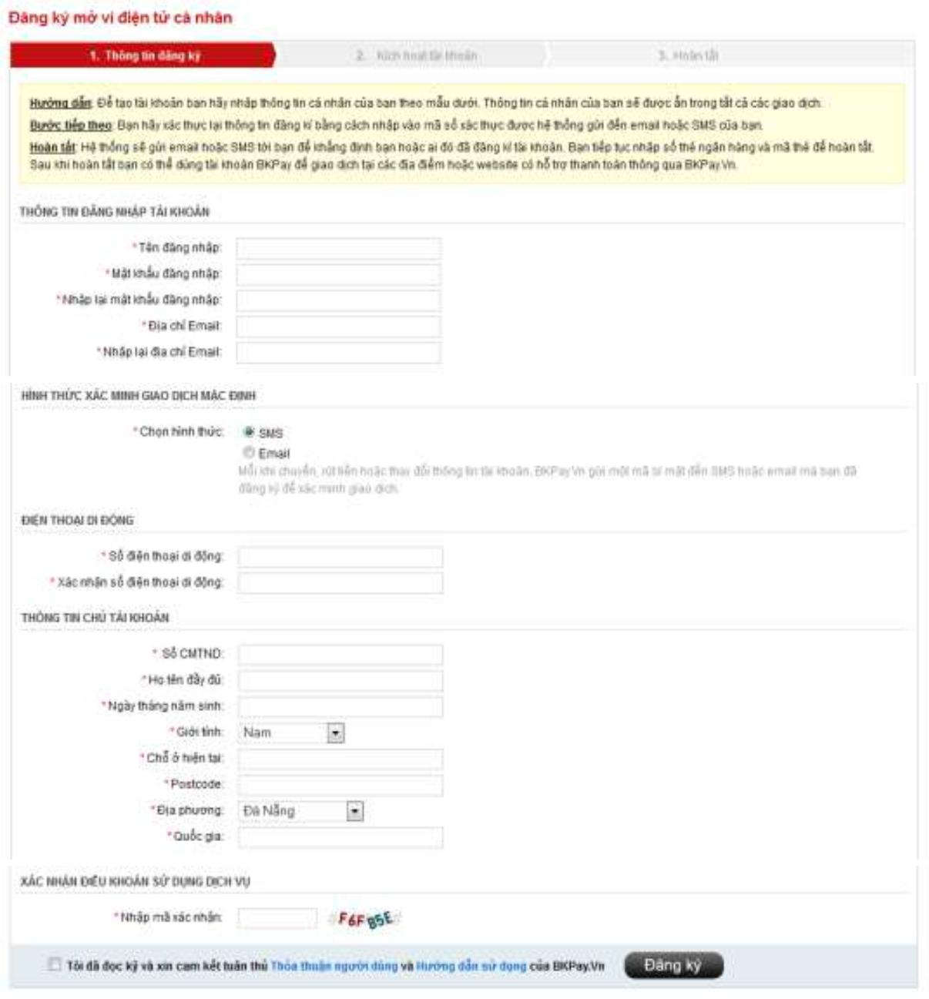 Đăng ký mở ví điện tử cá nhân
1. Thông tin đăng ký
2. Kích hoạt tài khoản
3. Hoàn tất
Hướng dẫn: Để tạo tài khoản bạn hãy nhập thông tin cá nhân của bạn theo mẫu dưới. Thông tin cá nhân của bạn sẽ được ẩn trong tất cả các giao dịch.
Bước tiếp theo: Bạn hãy xác thực lại thông tin đăng kí bằng cách nhập vào mã số xác thực được hệ thống gửi đến email hoặc SMS của bạn.
Hoàn tất: Hệ thống sẽ gửi email hoặc SMS tới bạn để khẳng định bạn hoặc ai đó đã đăng kí tài khoản. Bạn tiếp tục nhập số thẻ ngân hàng và mã thẻ để hoàn tất.
Sau khi hoàn tất bạn có thể dùng tài khoản BKPay để giao dịch tại các địa điểm hoặc website có hỗ trợ thanh toán thông qua BKPay.Vn.
THÔNG TIN ĐĂNG NHẬP TÀI KHOẢN
*Tên đăng nhập:
*Mật khẩu đăng nhập:
*Nhập lại mật khẩu đăng nhập:
*Địa chỉ Email:
*Nhập lại địa chỉ Email:
HÌNH THỨC XÁC MINH GIAO DỊCH MẶC ĐỊNH
*Chọn hình thức:
SMS
Email
Mỗi khi chuyển, rút tiền hoặc thay đổi thông tin tài khoản, BKPay.Vn gửi một mã bí mật đến SMS hoặc email mà bạn đã
đăng ký để xác minh giao dịch.
ĐIỆN THOẠI DI ĐỘNG
* Số điện thoại di động:
* Xác nhận số điện thoại di động:
THÔNG TIN CHỦ TÀI KHOẢN
* Số CMTND:
*Họ tên đầy đủ:
*Ngày tháng năm sinh:
*Giới tính:
Nam
*Chỗ ở hiện tại:
*Postcode:
*Địa phương:
Đà Nẵng
*Quốc gia:
XÁC NHẬN ĐIỀU KHOẢN SỬ DỤNG DỊCH VỤ
*Nhập mã xác nhận:
F6FB5E
Tôi đã đọc kỹ và xin cam kết tuân thủ Thỏa thuận người dùng và Hướng dẫn sử dụng của BKPay.Vn
Đăng ký